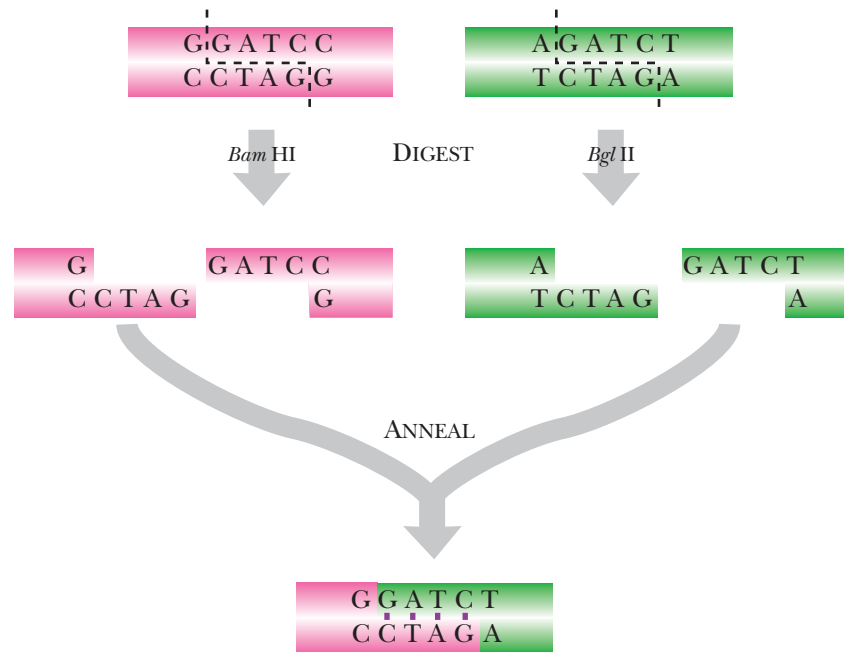 G G A T C C
C C T A G G
A G A T C T
T C T A G A
Bam HI
DIGEST
Bgl II
G
C C T A G
G A T C C
G
A
T C T A G
G A T C T
A
ANNEAL
G G A T C T
C C T A G A